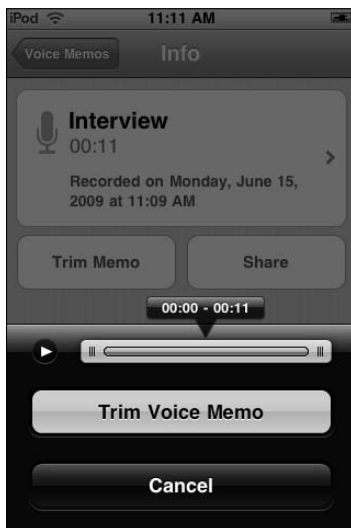 iPod 11:11 AM
Voice Memos Info
Interview
00:11
Recorded on Monday, June 15,
2009 at 11:09 AM
Trim Memo Share
00:00 - 00:11
Trim Voice Memo
Cancel